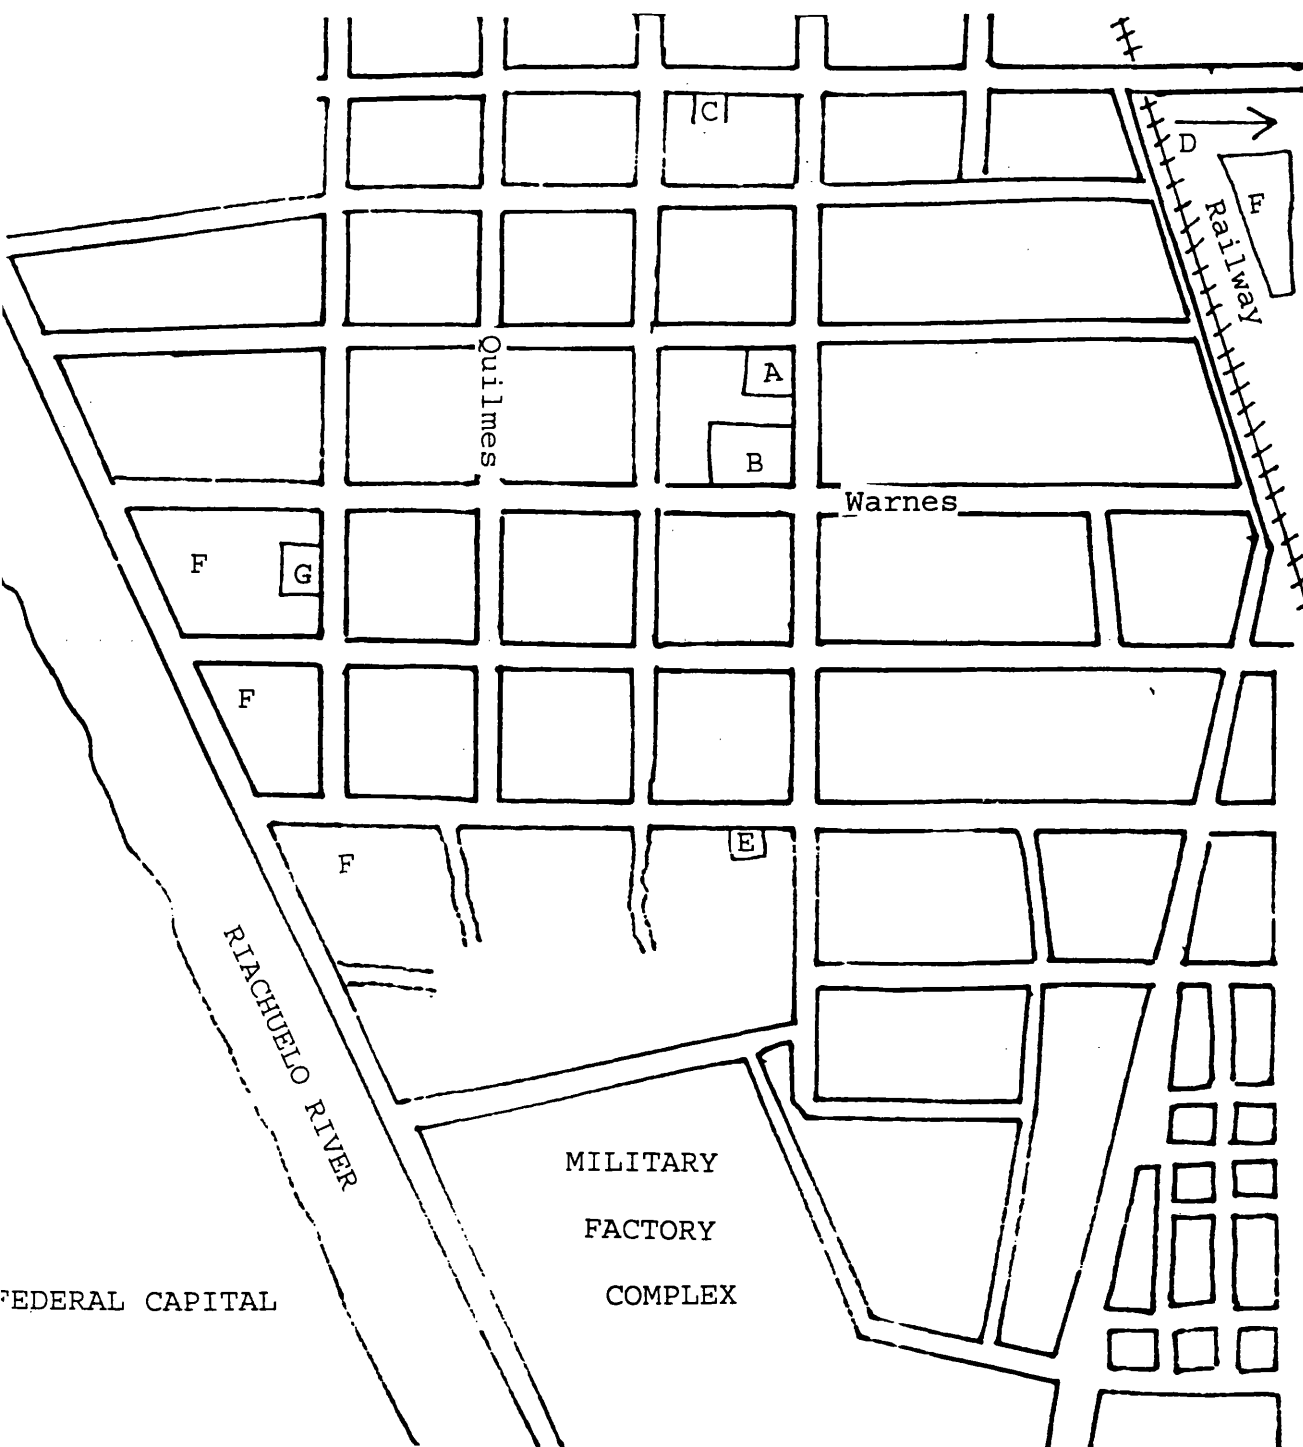 C
D
E
Railway
Quilmes
A
B
Warnes
F
G
F
E
F
RIACHUELO RIVER
MILITARY
FACTORY
COMPLEX
FEDERAL CAPITAL